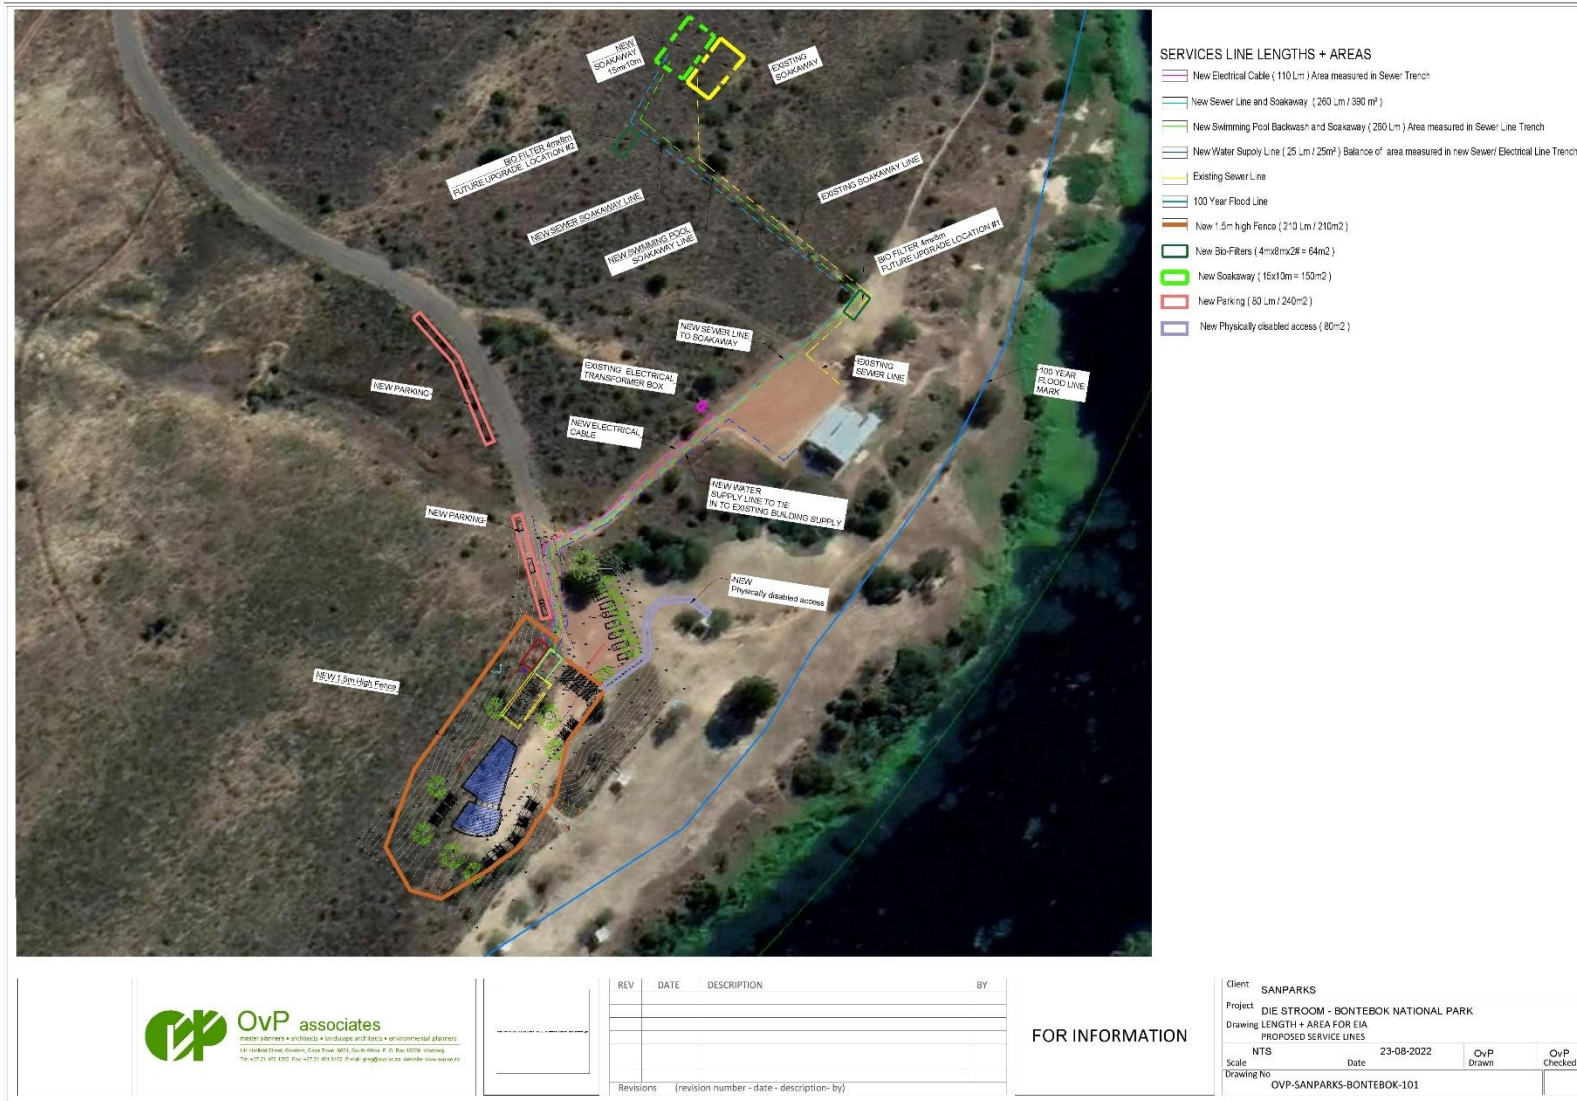 NEW
SOAKAWAY
15mx10m
EXISTING
SOAKAWAY
BIO FILTER 4mx8m
FUTURE UPGRADE LOCATION #2
EXISTING SOAKAWAY LINE
NEW SEWER SOAKAWAY LINE
NEW SWIMMING POOL
SOAKAWAY LINE
BIO FILTER 4mx8m
FUTURE UPGRADE LOCATION #1
NEW SEWER LINE
TO SOAKAWAY
EXISTING
SEWER LINE
EXISTING ELECTRICAL
TRANSFORMER BOX
100 YEAR
FLOOD LINE
MARK
NEW PARKING
NEW ELECTRICAL
CABLE
NEW WATER
SUPPLY LINE TO TIE
IN TO EXISTING BUILDING SUPPLY
NEW PARKING
NEW
Physically disabled access
NEW 1.5m High Fence
SERVICES LINE LENGTHS + AREAS
New Electrical Cable ( 110 Lm ) Area measured in Sewer Trench
New Sewer Line and Soakaway ( 260 Lm / 390 m² )
New Swimming Pool Backwash and Soakaway ( 260 Lm ) Area measured in Sewer Line Trench
New Water Supply Line ( 25 Lm / 25m² ) Balance of area measured in new Sewer/ Electrical Line Trench
Existing Sewer Line
100 Year Flood Line
New 1.5m high Fence ( 210 Lm / 210m2 )
New Bio-Filters ( 4mx8mx2# = 64m2 )
New Soakaway ( 15x10m = 150m2 )
New Parking ( 80 Lm / 240m2 )
New Physically disabled access ( 80m2 )
OvP associates
master planners • architects • landscape architects • environmental planners
REV DATE DESCRIPTION BY
Revisions (revision number - date - description- by)
FOR INFORMATION
Client SANPARKS
Project DIE STROOM - BONTEBOK NATIONAL PARK
Drawing LENGTH + AREA FOR EIA
PROPOSED SERVICE LINES
NTS 23-08-2022 OvP OvP
Scale Date Drawn Checked
Drawing No
OVP-SANPARKS-BONTEBOK-101